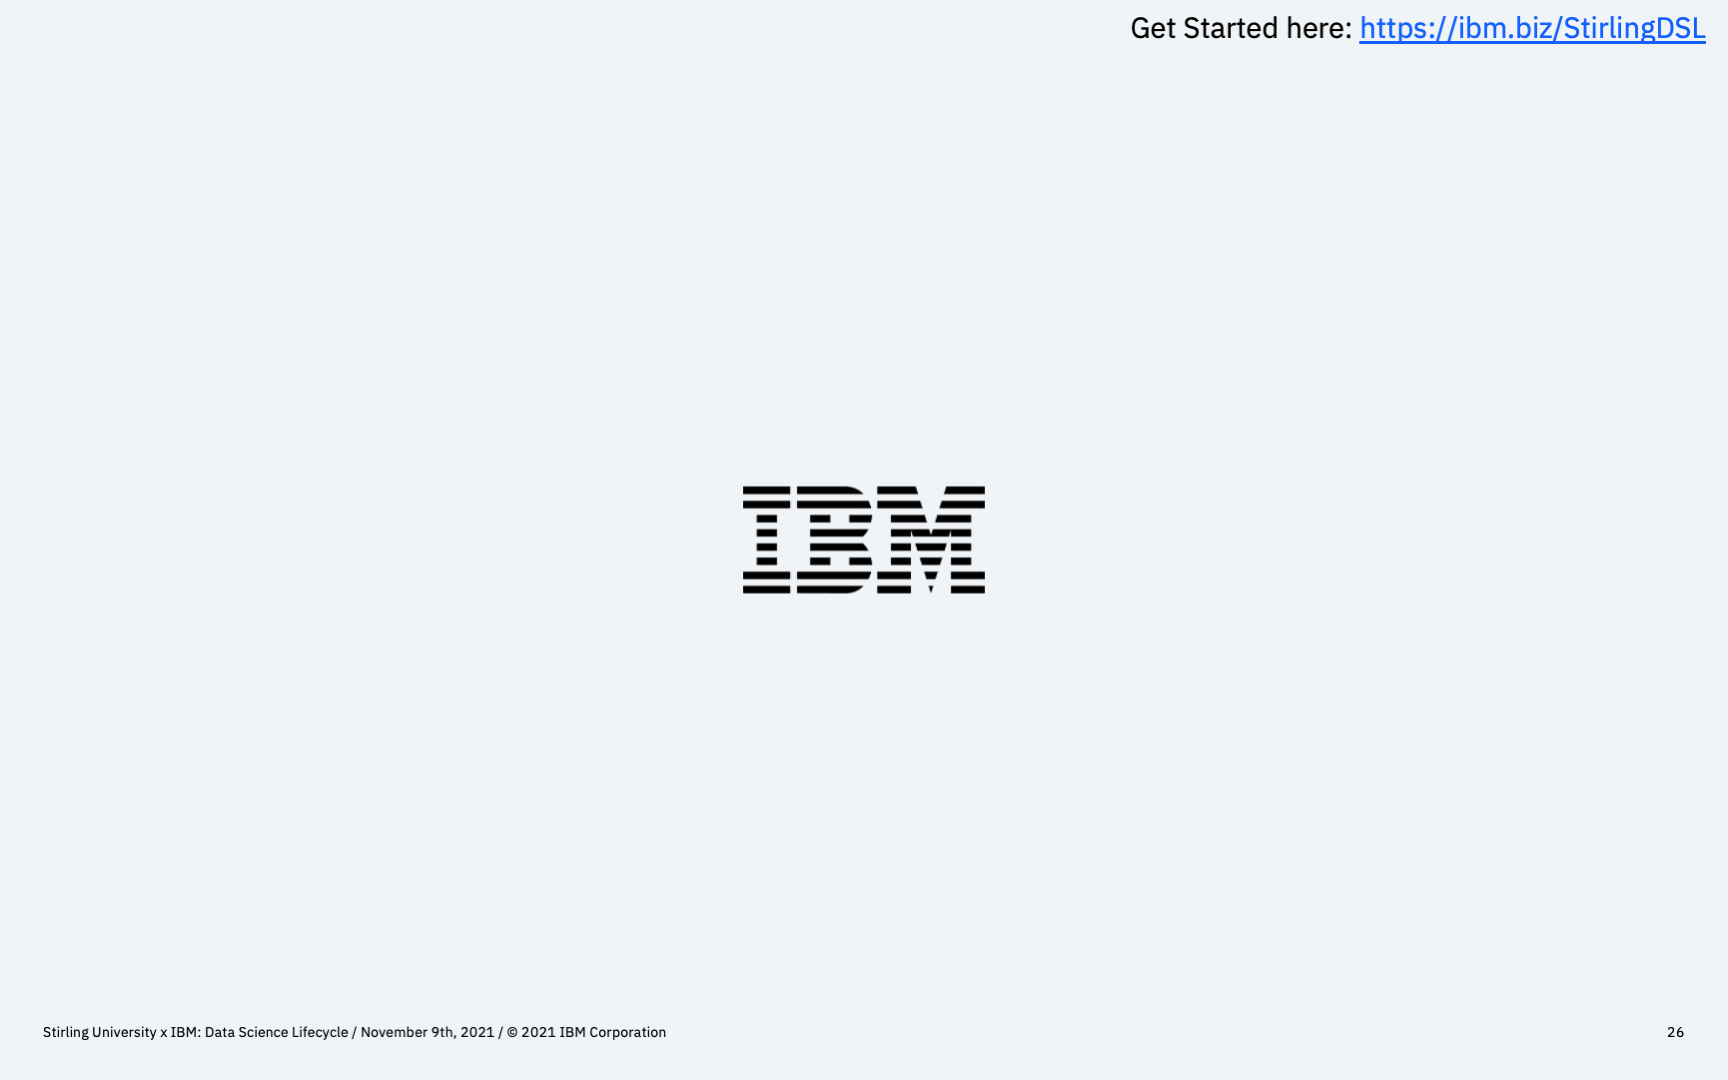 Get Started here: https://ibm.biz/StirlingDSL
IBM
Stirling University x IBM: Data Science Lifecycle / November 9th, 2021 / © 2021 IBM Corporation
26